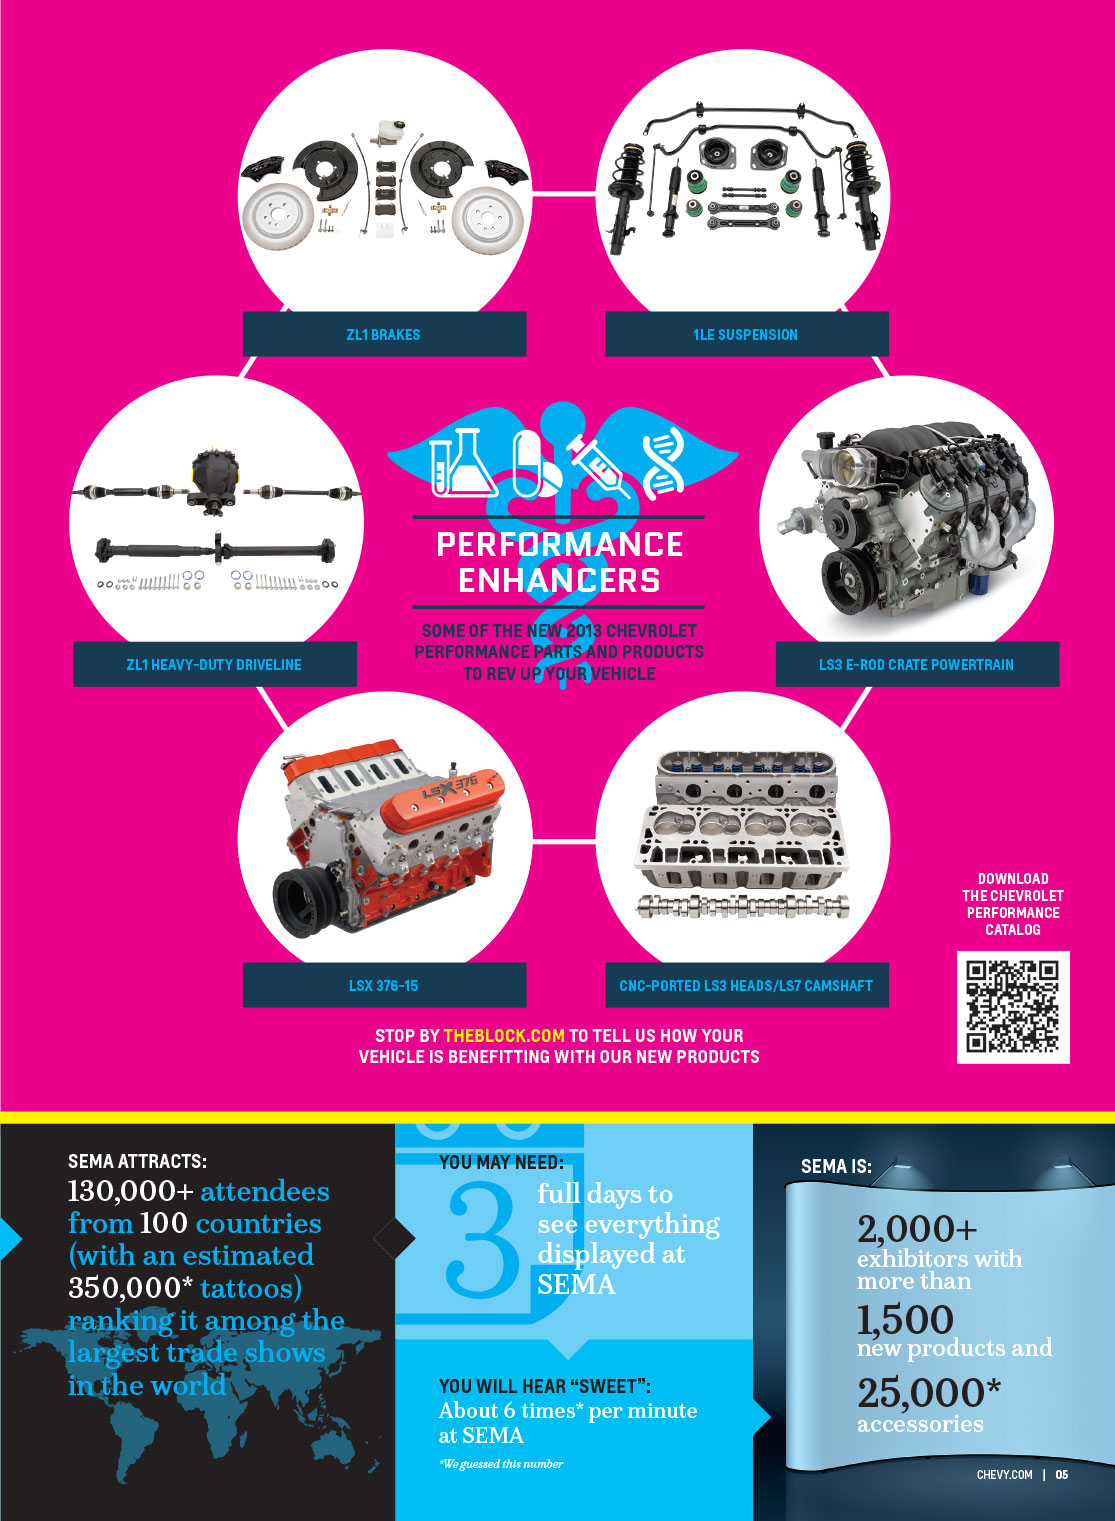 ZL1 BRAKES
1LE SUSPENSION
PERFORMANCE
ENHANCERS
SOME OF THE NEW 2013 CHEVROLET
PERFORMANCE PARTS AND PRODUCTS
TO REV UP YOUR VEHICLE
ZL1 HEAVY-DUTY DRIVELINE
LS3 E-ROD CRATE POWERTRAIN
LSX 376
LSX 376-15
CNC-PORTED LS3 HEADS/LS7 CAMSHAFT
DOWNLOAD
THE CHEVROLET
PERFORMANCE
CATALOG
STOP BY THEBLOCK.COM TO TELL US HOW YOUR
VEHICLE IS BENEFITTING WITH OUR NEW PRODUCTS
SEMA ATTRACTS:
130,000+ attendees
from 100 countries
(with an estimated
350,000* tattoos)
ranking it among the
largest trade shows
in the world
YOU MAY NEED:
3
full days to
see everything
displayed at
SEMA
YOU WILL HEAR “SWEET”:
About 6 times* per minute
at SEMA
*We guessed this number
SEMA IS:
2,000+
exhibitors with
more than
1,500
new products and
25,000*
accessories
CHEVY.COM | 05